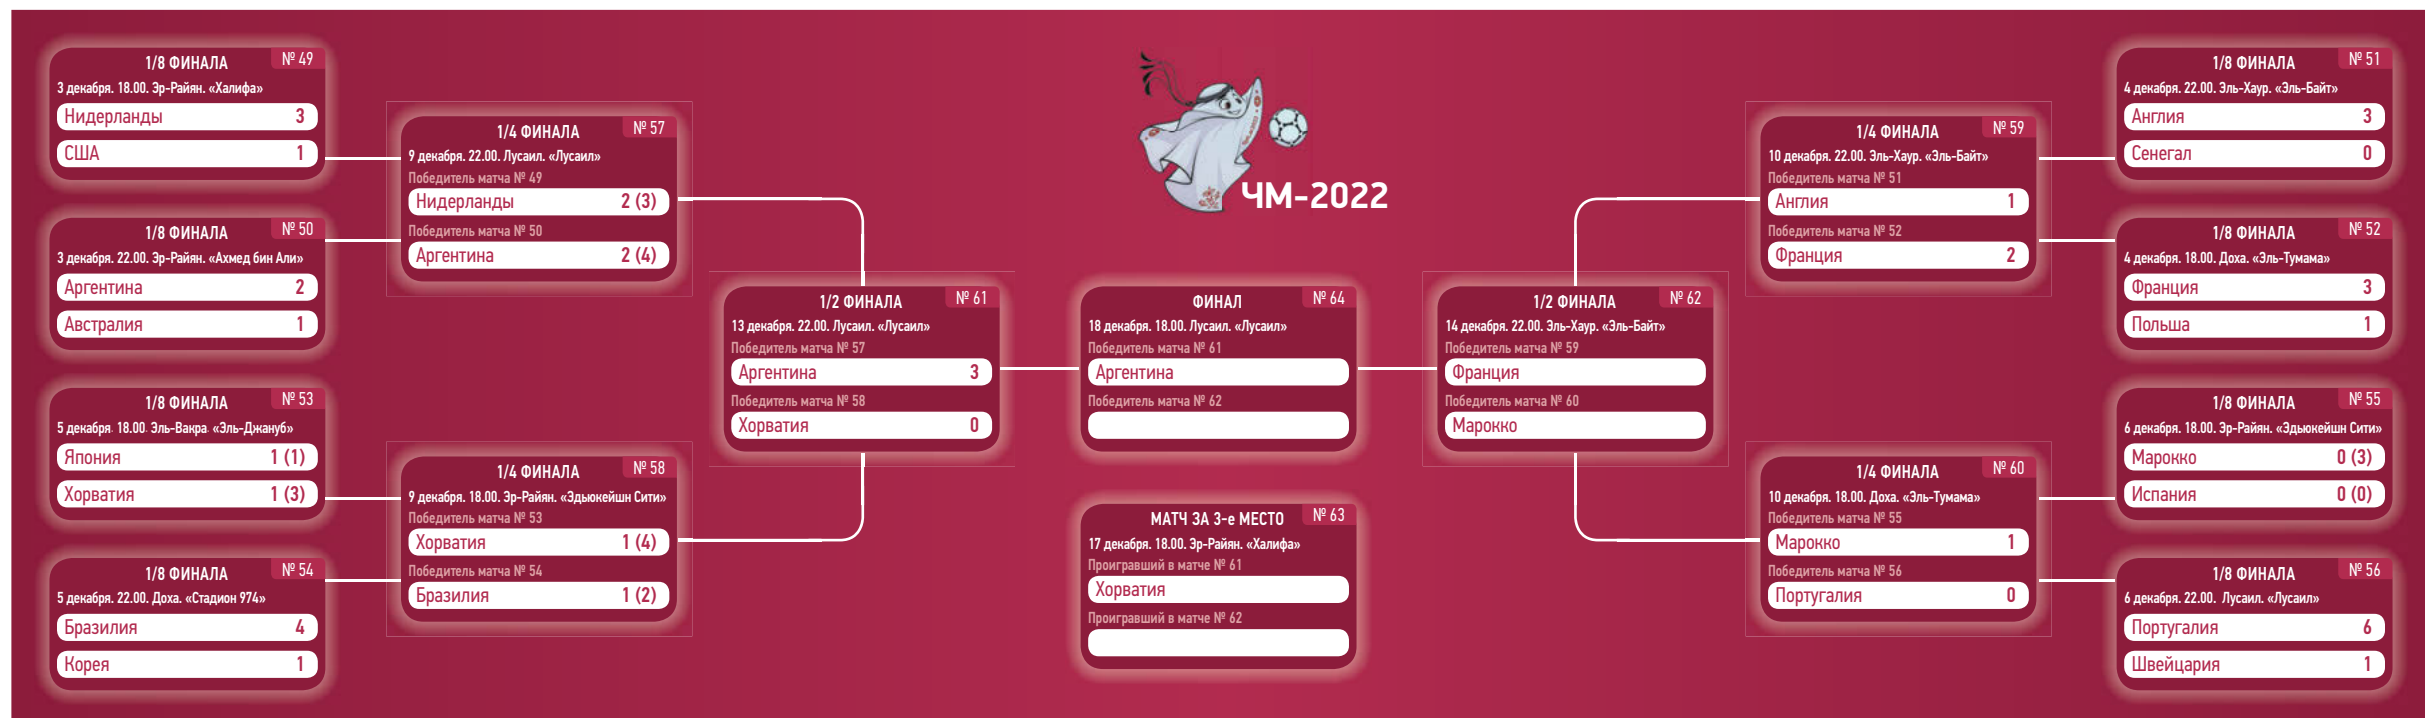 1/8 ФИНАЛА № 49
3 декабря. 18.00. Эр-Райян. «Халифа»
Нидерланды 3
США 1
1/8 ФИНАЛА № 50
3 декабря. 22.00. Эр-Райян. «Ахмед бин Али»
Аргентина 2
Австралия 1
1/8 ФИНАЛА № 53
5 декабря. 18.00. Эль-Вакра. «Эль-Джануб»
Япония 1 (1)
Хорватия 1 (3)
1/8 ФИНАЛА № 54
5 декабря. 22.00. Доха. «Стадион 974»
Бразилия 4
Корея 1
1/4 ФИНАЛА № 57
9 декабря. 22.00. Лусаил. «Лусаил»
Победитель матча № 49
Нидерланды 2 (3)
Победитель матча № 50
Аргентина 2 (4)
1/4 ФИНАЛА № 58
9 декабря. 18.00. Эр-Райян. «Эдьюкейшн Сити»
Победитель матча № 53
Хорватия 1 (4)
Победитель матча № 54
Бразилия 1 (2)
1/2 ФИНАЛА № 61
13 декабря. 22.00. Лусаил. «Лусаил»
Победитель матча № 57
Аргентина 3
Победитель матча № 58
Хорватия 0
ЧМ-2022
ФИНАЛ № 64
18 декабря. 18.00. Лусаил. «Лусаил»
Победитель матча № 61
Аргентина
Победитель матча № 62
МАТЧ ЗА 3-е МЕСТО № 63
17 декабря. 18.00. Эр-Райян. «Халифа»
Проигравший в матче № 61
Хорватия
Проигравший в матче № 62
1/2 ФИНАЛА № 62
14 декабря. 22.00. Эль-Хаур. «Эль-Байт»
Победитель матча № 59
Франция
Победитель матча № 60
Марокко
1/4 ФИНАЛА № 59
10 декабря. 22.00. Эль-Хаур. «Эль-Байт»
Победитель матча № 51
Англия 1
Победитель матча № 52
Франция 2
1/4 ФИНАЛА № 60
10 декабря. 18.00. Доха. «Эль-Тумама»
Победитель матча № 55
Марокко 1
Победитель матча № 56
Португалия 0
1/8 ФИНАЛА № 51
4 декабря. 22.00. Эль-Хаур. «Эль-Байт»
Англия 3
Сенегал 0
1/8 ФИНАЛА № 52
4 декабря. 18.00. Доха. «Эль-Тумама»
Франция 3
Польша 1
1/8 ФИНАЛА № 55
6 декабря. 18.00. Эр-Райян. «Эдьюкейшн Сити»
Марокко 0 (3)
Испания 0 (0)
1/8 ФИНАЛА № 56
6 декабря. 22.00. Лусаил. «Лусаил»
Португалия 6
Швейцария 1